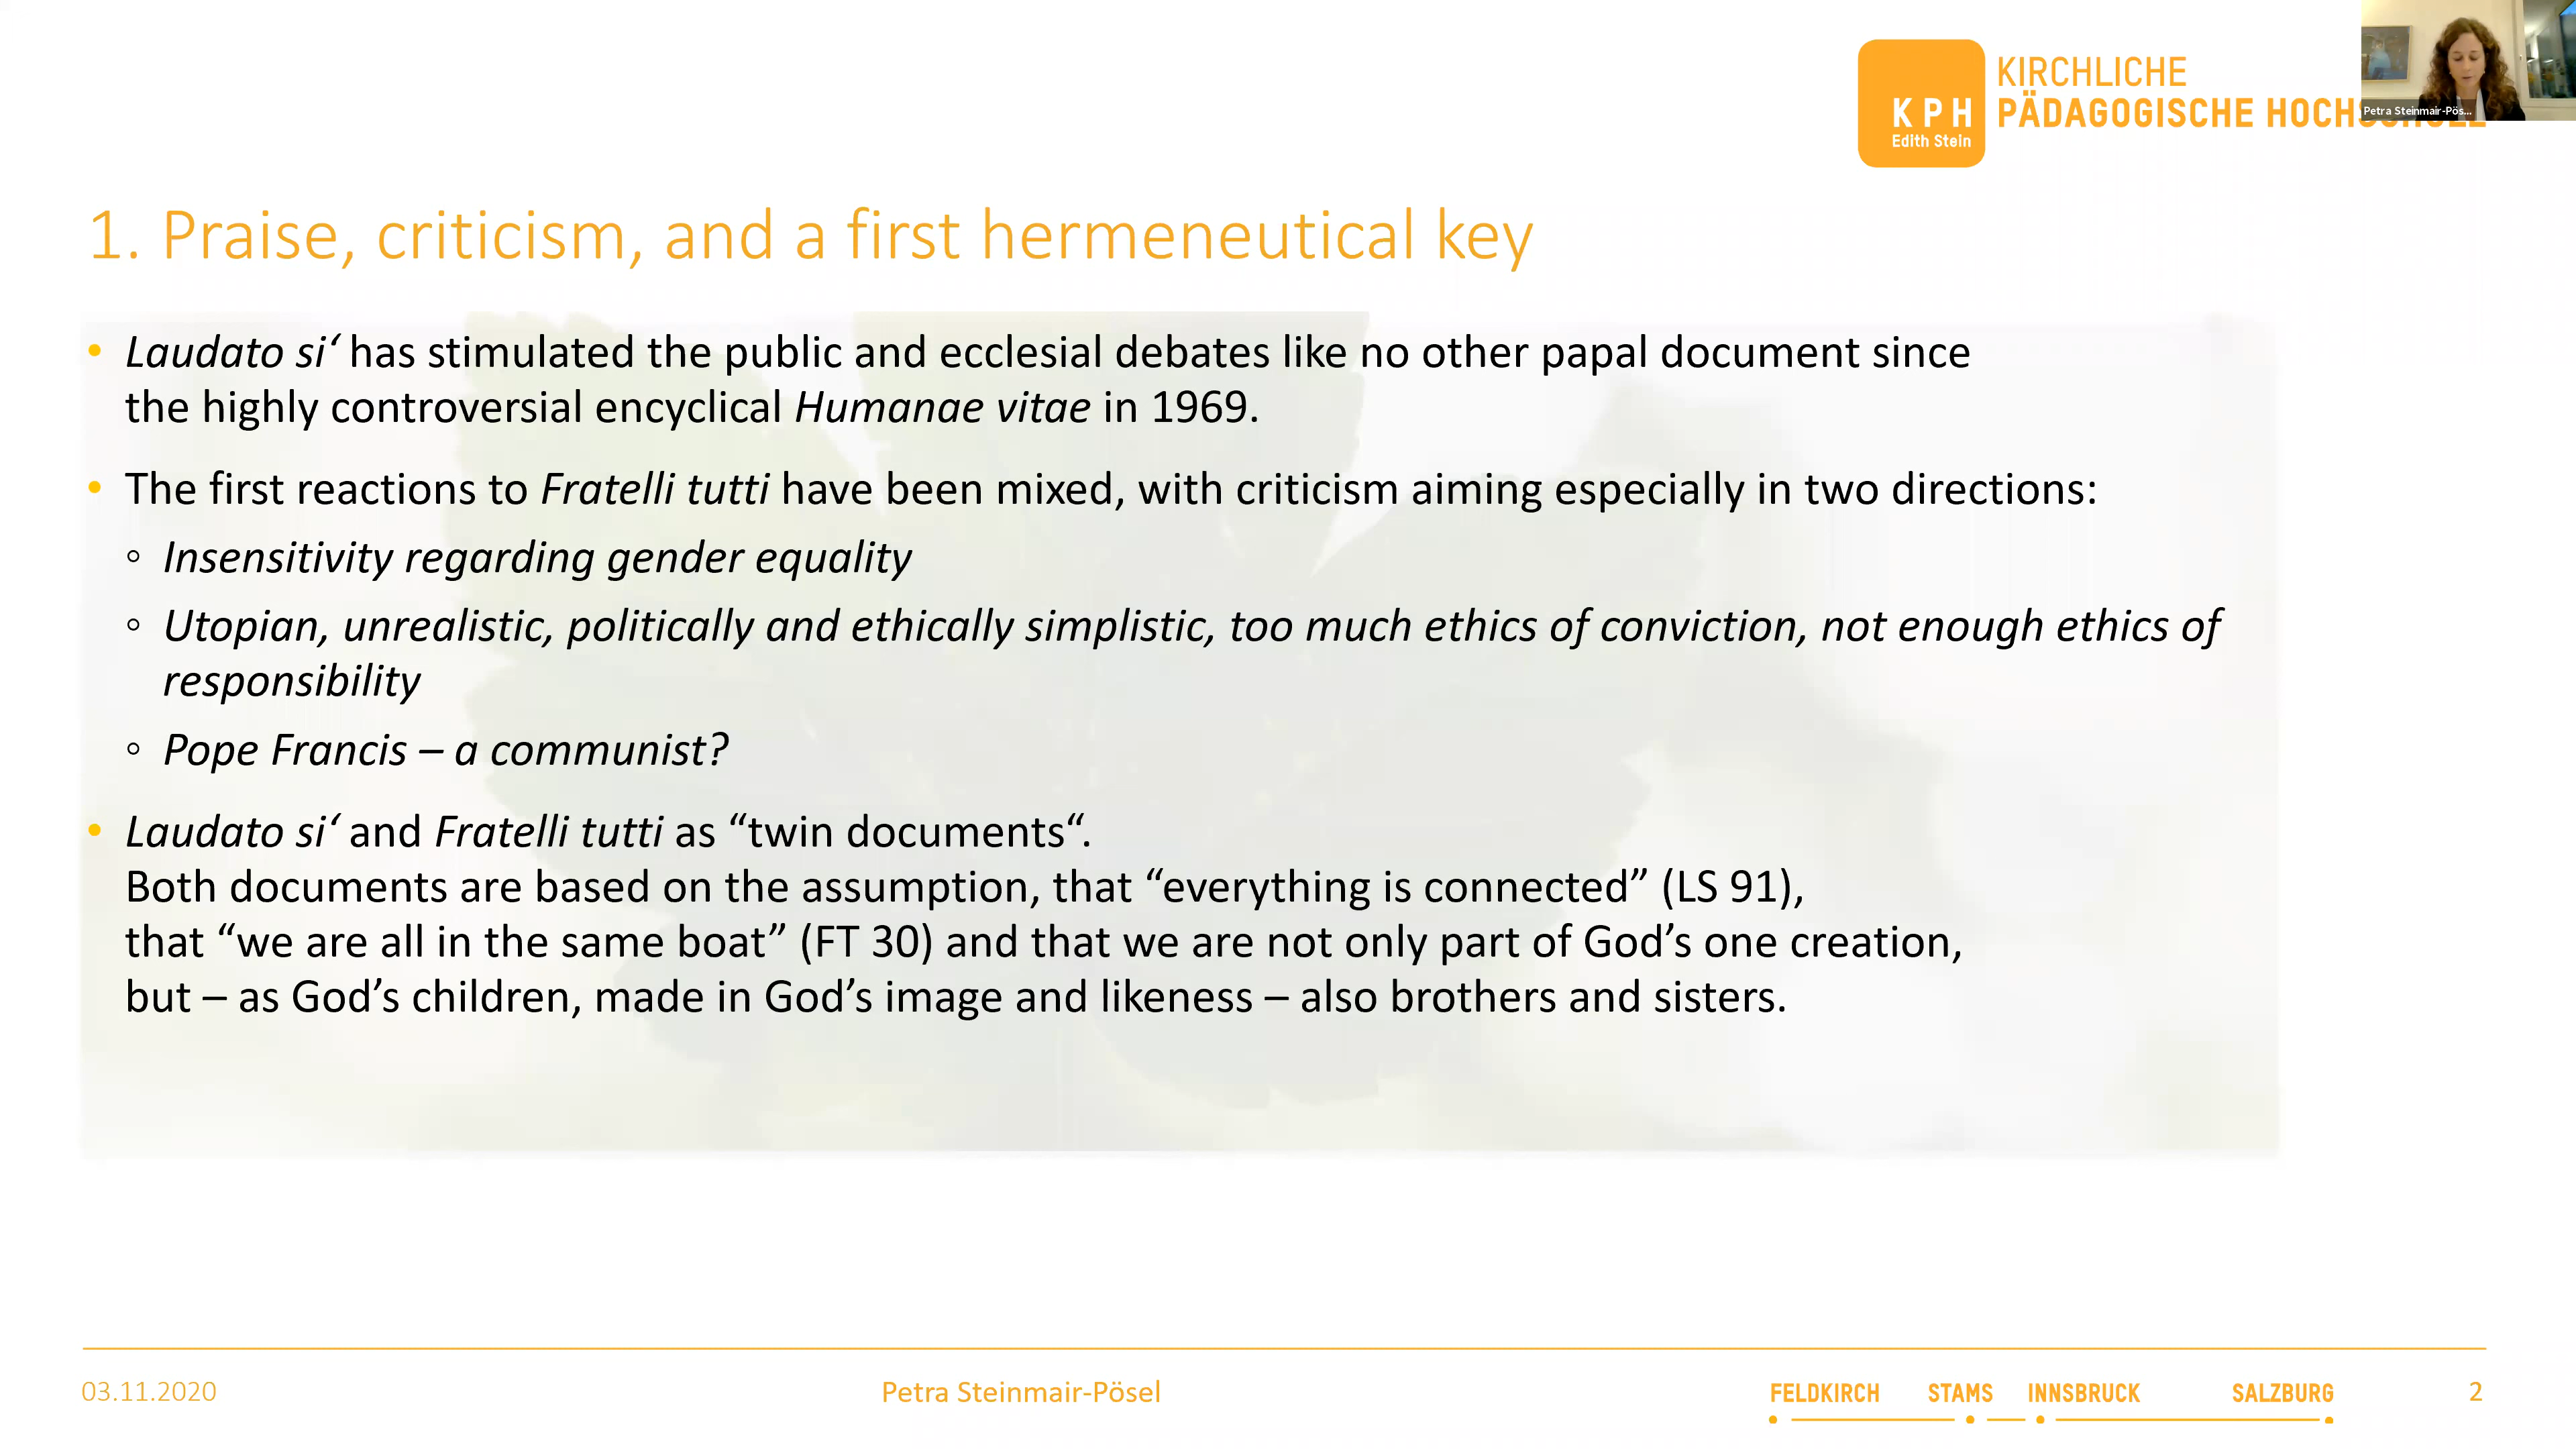 KIRCHLICHE
KPH
PÄDAGOGISCHE
Edith Stein
Petra Steinmair-Pös...
1. Praise, criticism, and a first hermeneutical key
• Laudato si‘ has stimulated the public and ecclesial debates like no other papal document since
the highly controversial encyclical Humanae vitae in 1969.
• The first reactions to Fratelli tutti have been mixed, with criticism aiming especially in two directions:
◦ Insensitivity regarding gender equality
◦ Utopian, unrealistic, politically and ethically simplistic, too much ethics of conviction, not enough ethics of
responsibility
◦ Pope Francis – a communist?
• Laudato si‘ and Fratelli tutti as “twin documents“.
Both documents are based on the assumption, that “everything is connected” (LS 91),
that “we are all in the same boat” (FT 30) and that we are not only part of God’s one creation,
but – as God’s children, made in God’s image and likeness – also brothers and sisters.
03.11.2020
Petra Steinmair-Pösel
FELDKIRCH STAMS INNSBRUCK SALZBURG
2